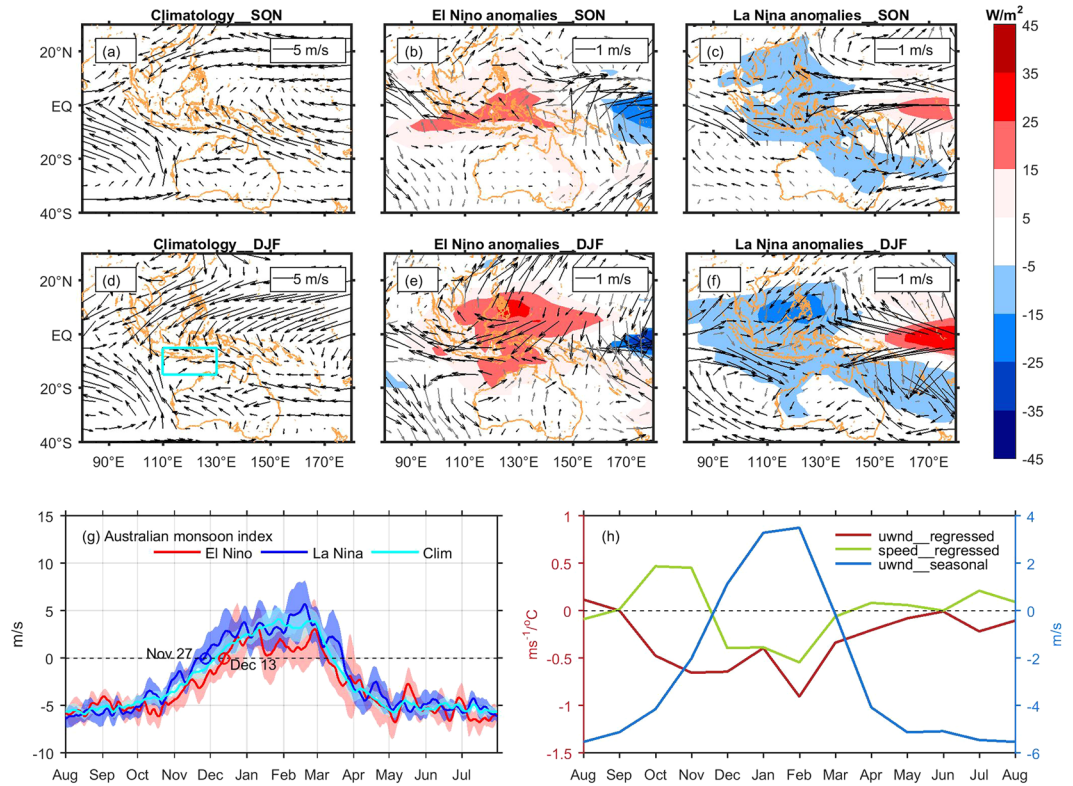 Climatology__SON
El Nino anomalies__SON
La Nina anomalies__SON
W/m²
(a)
5 m/s
(b)
1 m/s
(c)
1 m/s
20°N
EQ
20°S
40°S
Climatology__DJF
El Nino anomalies__DJF
La Nina anomalies__DJF
(d)
5 m/s
(e)
1 m/s
(f)
1 m/s
20°N
EQ
20°S
40°S
90°E 110°E 130°E 150°E 170°E
90°E 110°E 130°E 150°E 170°E
90°E 110°E 130°E 150°E 170°E
45
35
25
15
5
-5
-15
-25
-35
-45
(g) Australian monsoon index
El Nino La Nina Clim
15
10
5
0
-5
-10
m/s
Nov 27
Dec 13
Aug Sep Oct Nov Dec Jan Feb Mar Apr May Jun Jul
(h)
uwnd__regressed
speed__regressed
uwnd__seasonal
1
0.5
0
-0.5
-1
-1.5
ms⁻¹/°C
4
2
0
-2
-4
-6
m/s
Aug Sep Oct Nov Dec Jan Feb Mar Apr May Jun Jul Aug